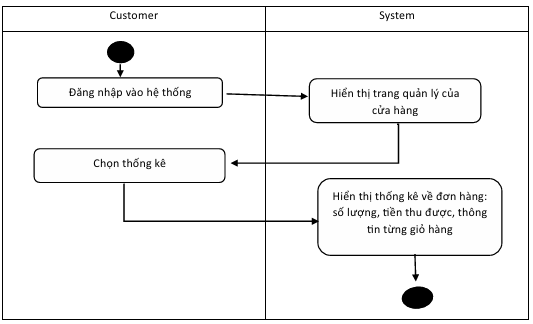 Customer
System
Đăng nhập vào hệ thống
Hiển thị trang quản lý của
cửa hàng
Chọn thống kê
Hiển thị thống kê về đơn hàng:
số lượng, tiền thu được, thông
tin từng giỏ hàng